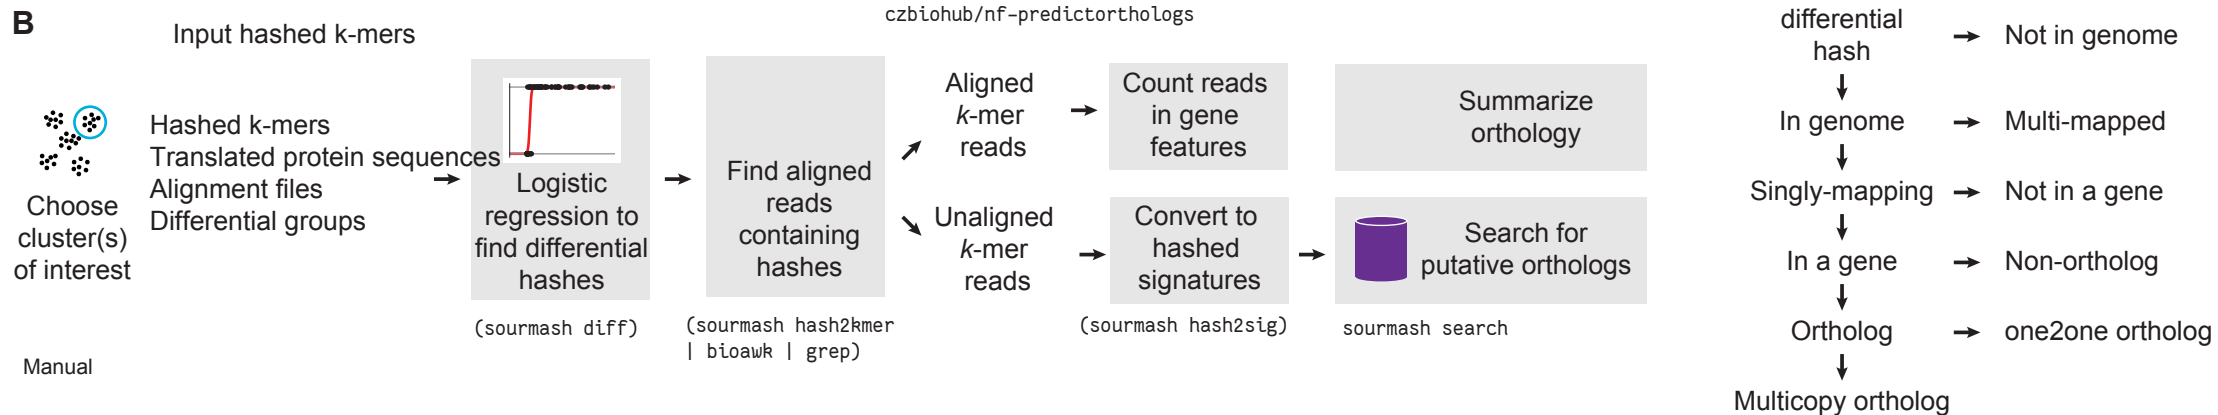 B
czbiohub/nf-predictorthologs
Input hashed k-mers
Choose
cluster(s)
of interest
Manual
Hashed k-mers
Translated protein sequences
Alignment files
Differential groups
Logistic
regression to
find differential
hashes
(sourmash diff)
Find aligned
reads
containing
hashes
(sourmash hash2kmer
| bioawk | grep)
Aligned
k-mer
reads
Count reads
in gene
features
Summarize
orthology
Unaligned
k-mer
reads
Convert to
hashed
signatures
(sourmash hash2sig)
Search for
putative orthologs
sourmash search
differential
hash
Not in genome
In genome
Multi-mapped
Singly-mapping
Not in a gene
In a gene
Non-ortholog
Ortholog
one2one ortholog
Multicopy ortholog